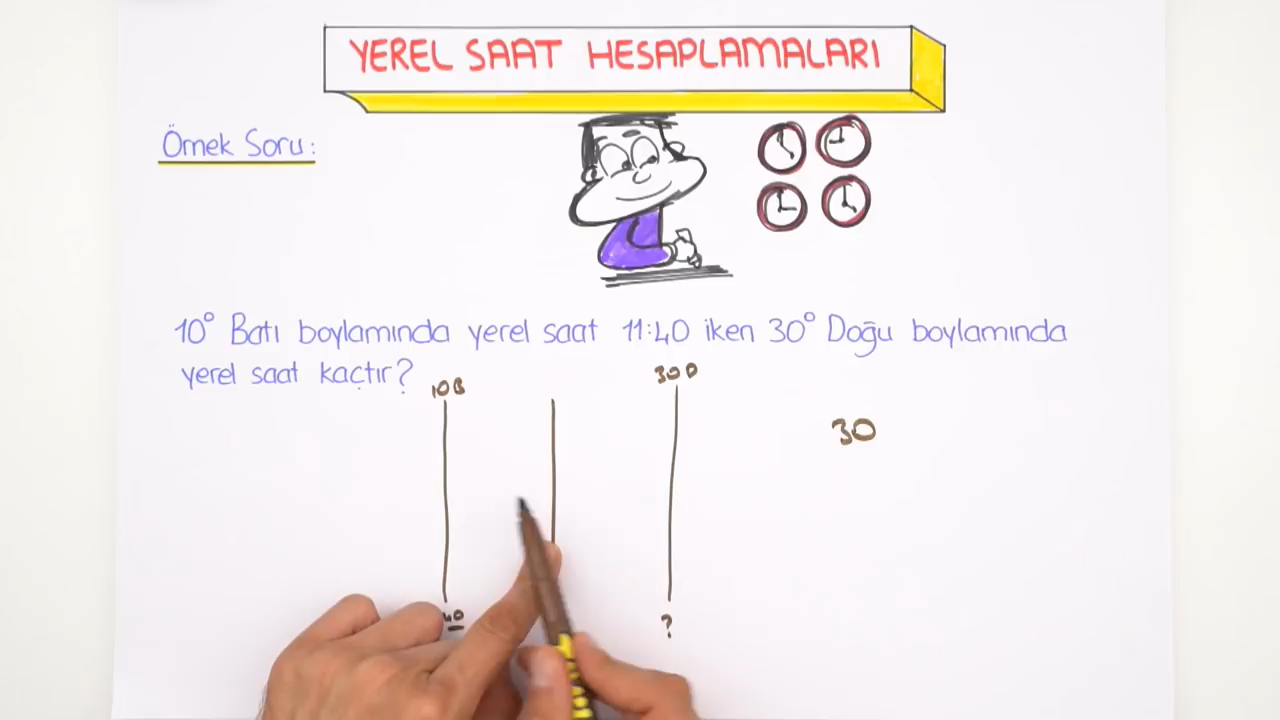 YEREL SAAT HESAPLAMALARI
Örnek Soru:
10° Batı boylamında yerel saat 11:40 iken 30° Doğu boylamında
yerel saat kaçtır?
10B
30D
30
40
?